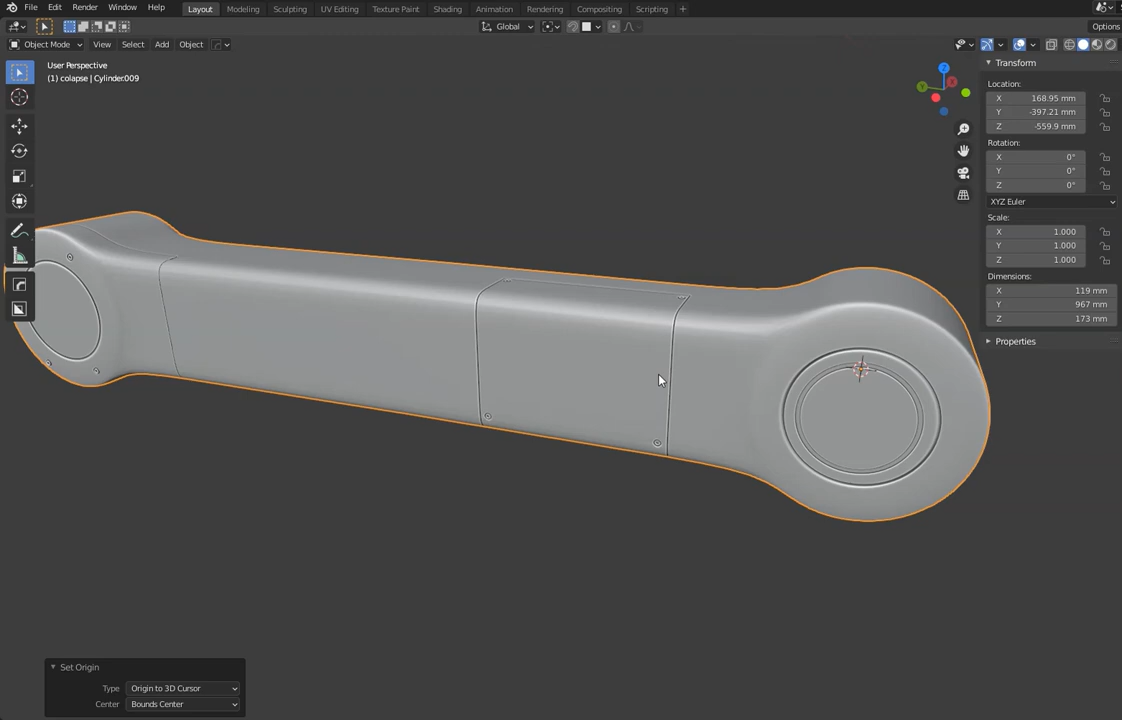 File Edit Render Window Help Layout Modeling Sculpting UV Editing Texture Paint Shading Animation Rendering Compositing Scripting +
Global Options
Object Mode View Select Add Object
User Perspective
(1) colapse | Cylinder.009
Z
Y
X
Transform
Location:
X 168.95 mm
Y -397.21 mm
Z -559.9 mm
Rotation:
X 0°
Y 0°
Z 0°
XYZ Euler
Scale:
X 1.000
Y 1.000
Z 1.000
Dimensions:
X 119 mm
Y 967 mm
Z 173 mm
Properties
Set Origin
Type Origin to 3D Cursor
Center Bounds Center